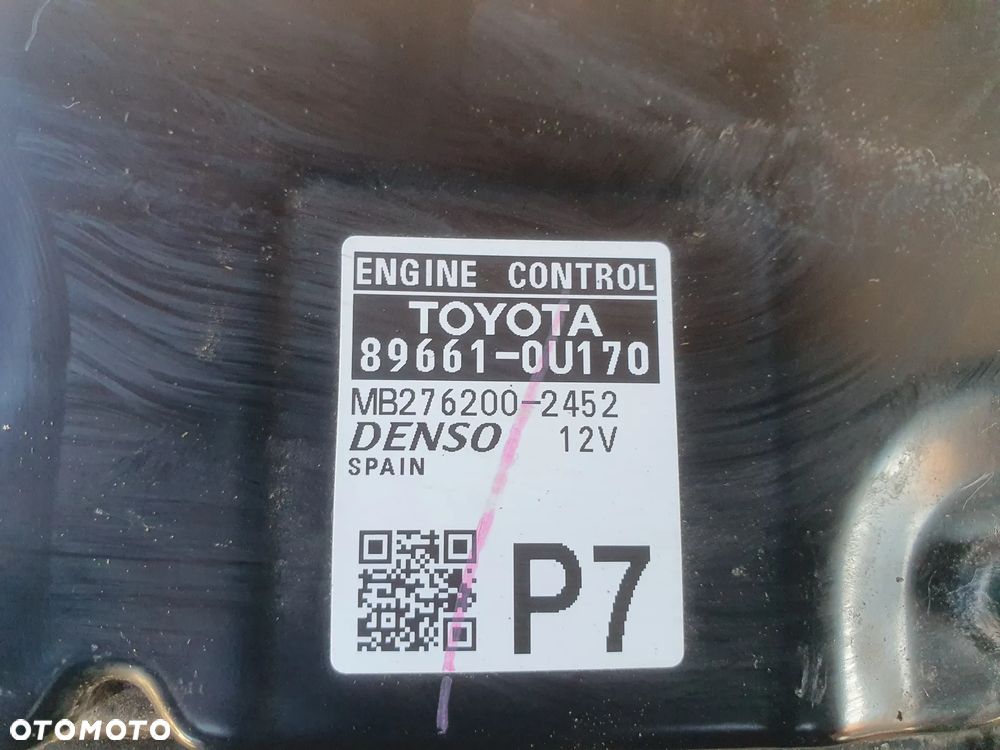 ENGINE CONTROL
TOYOTA
89661-0U170
MB276200-2452
DENSO 12V
SPAIN
P7
OTOMOTO